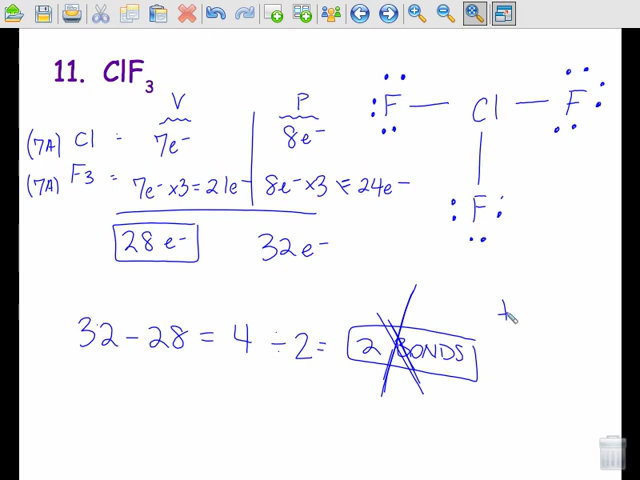 11. ClF3
V P
(7A) Cl = 7e- 8e-
(7A) F3 = 7e- x3 = 21e- 8e- x3 = 24e-
28 e- 32e-
F — Cl — F
F
32 - 28 = 4 ÷ 2 = 2 BONDS